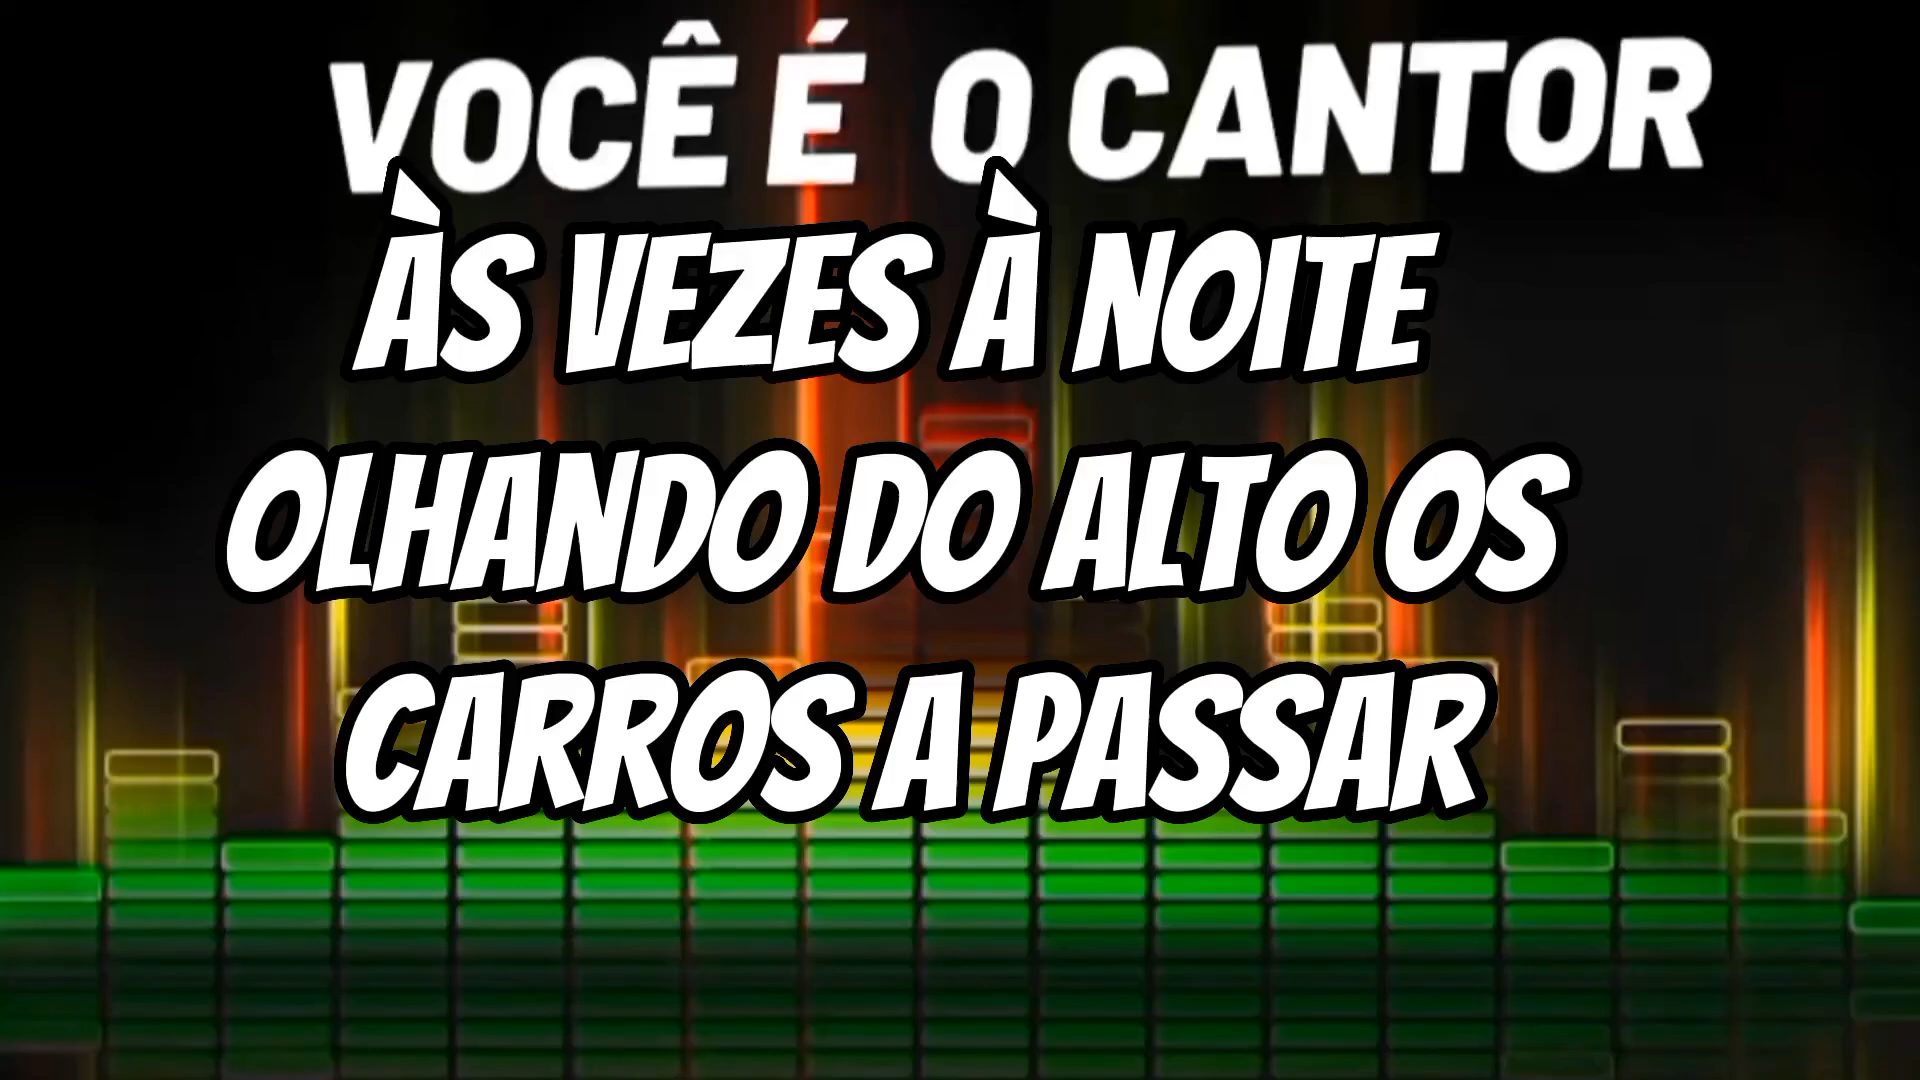 VOCÊ É O CANTOR
ÀS VEZES À NOITE
OLHANDO DO ALTO OS
CARROS A PASSAR